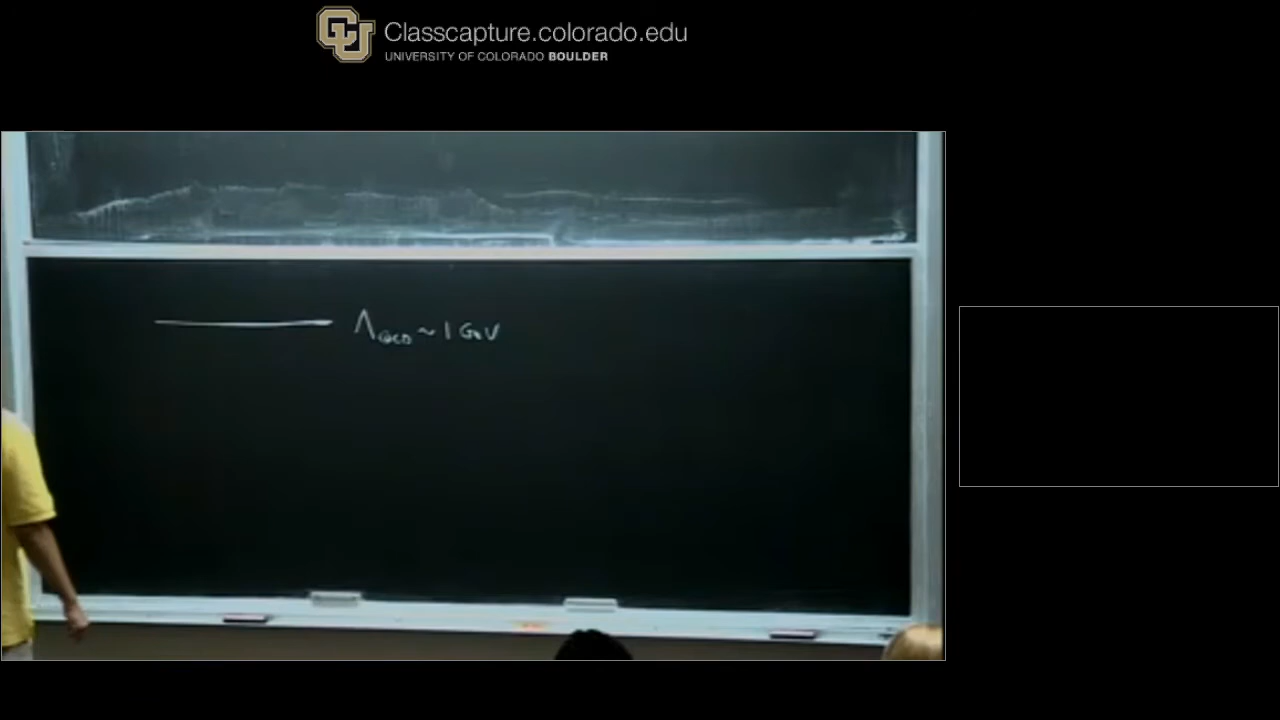 Classcapture.colorado.edu
UNIVERSITY OF COLORADO BOULDER
Λ_QCD ~ 1 GeV